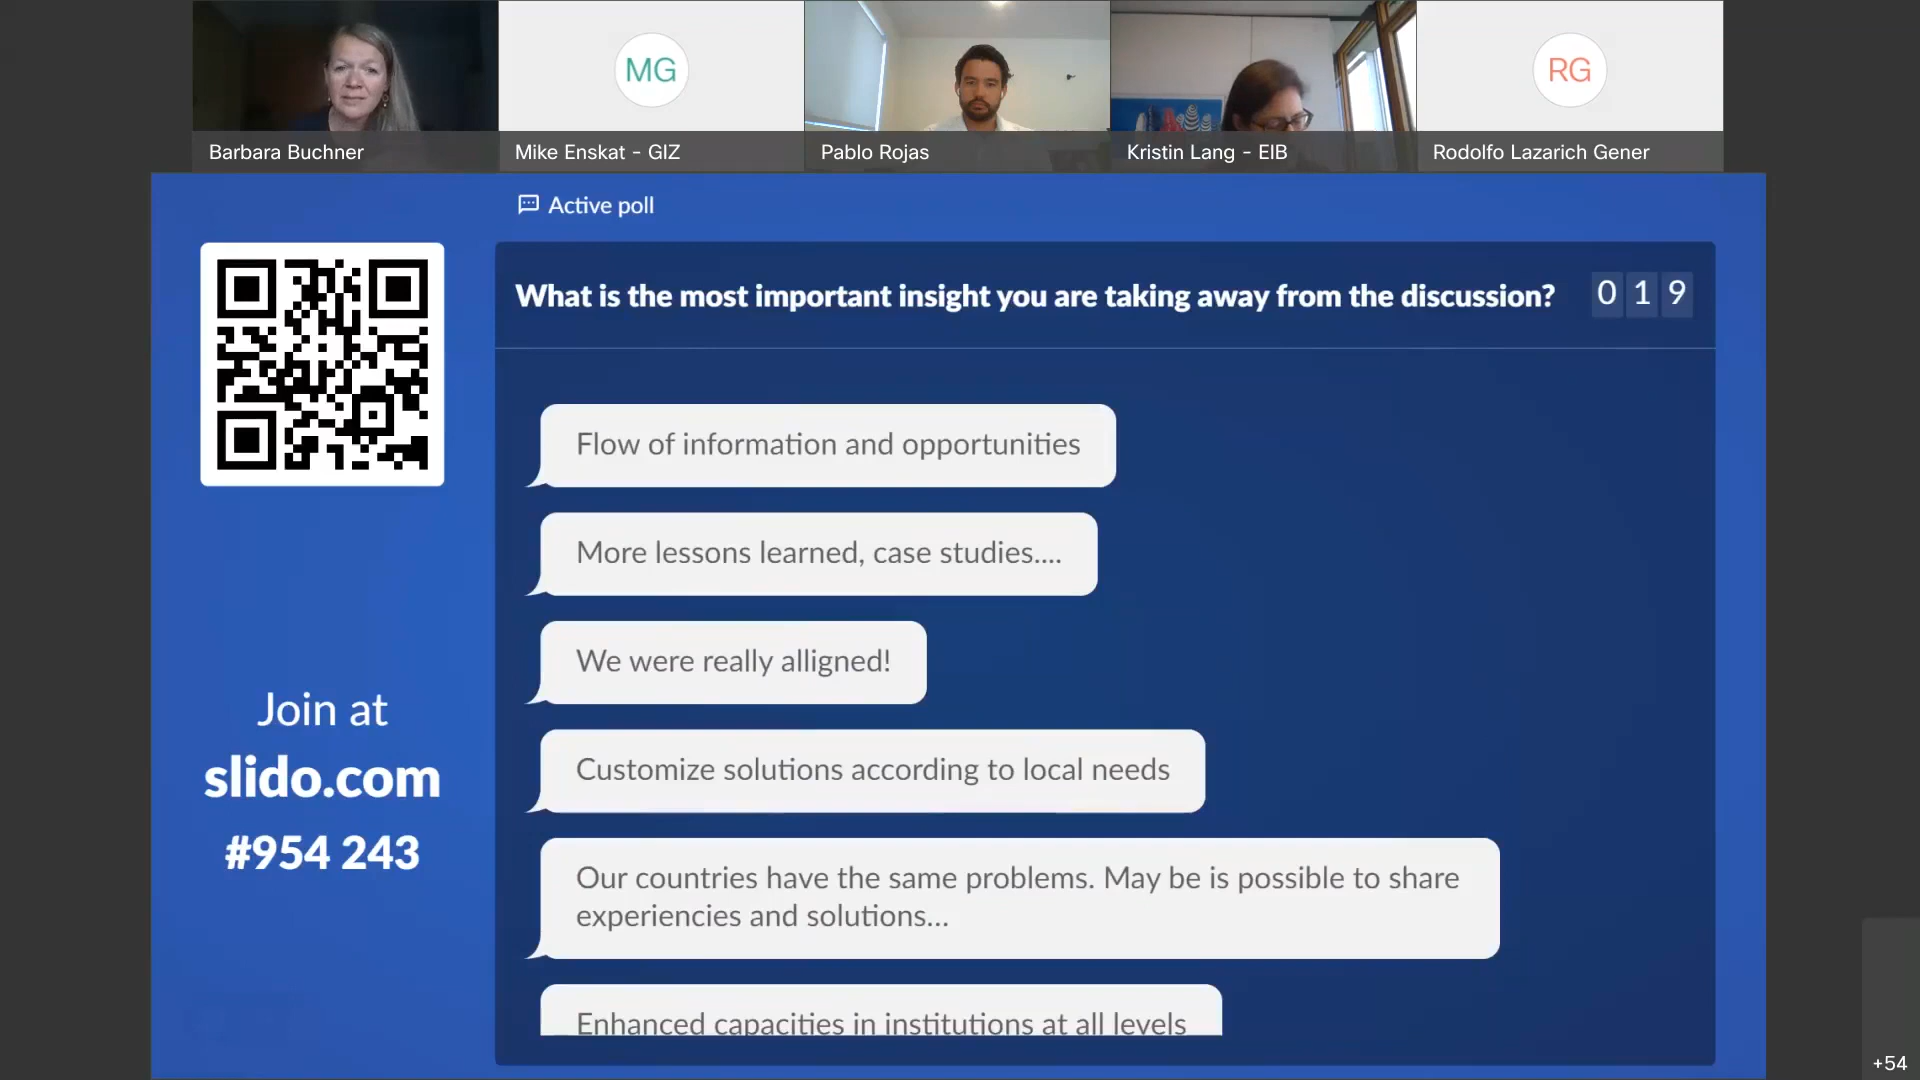 MG
RG
Barbara Buchner
Mike Enskat - GIZ
Pablo Rojas
Kristin Lang - EIB
Rodolfo Lazarich Gener
Active poll
What is the most important insight you are taking away from the discussion?
019
Flow of information and opportunities
More lessons learned, case studies....
We were really alligned!
Customize solutions according to local needs
Our countries have the same problems. May be is possible to share
experiencies and solutions...
Enhanced capacities in institutions at all levels
Join at
slido.com
#954 243
+54